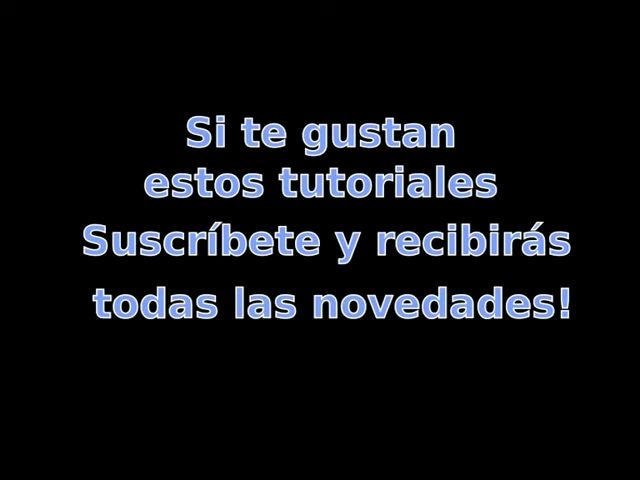 Si te gustan
estos tutoriales
Suscríbete y recibirás
todas las novedades!